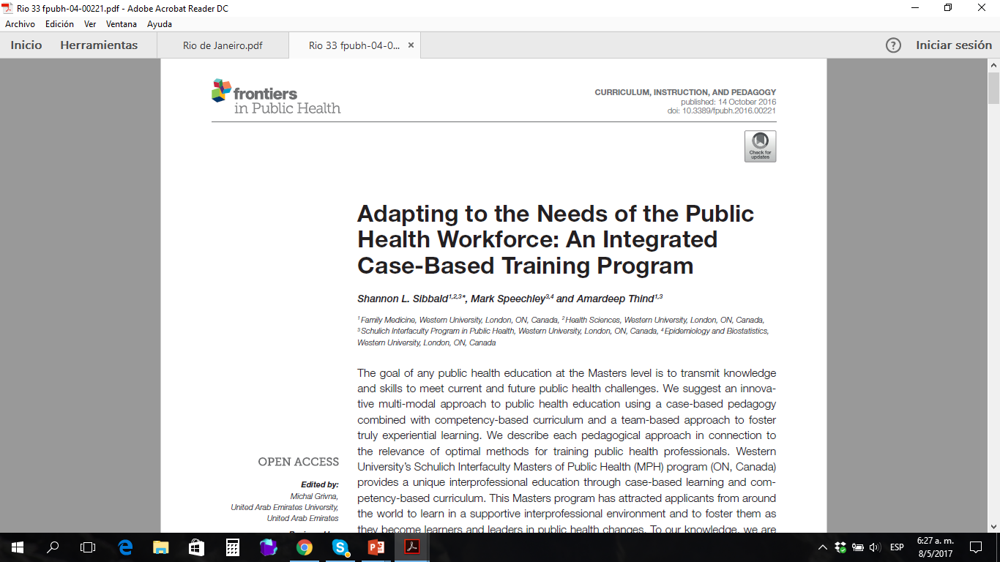 Rio 33 fpubh-04-00221.pdf - Adobe Acrobat Reader DC
Archivo Edición Ver Ventana Ayuda
Inicio Herramientas Rio de Janeiro.pdf Rio 33 fpubh-04-0... × ? Iniciar sesión
frontiers
in Public Health
CURRICULUM, INSTRUCTION, AND PEDAGOGY
published: 14 October 2016
doi: 10.3389/fpubh.2016.00221
Check for
updates
Adapting to the Needs of the Public
Health Workforce: An Integrated
Case-Based Training Program
Shannon L. Sibbald1,2,3*, Mark Speechley3,4 and Amardeep Thind1,3
1 Family Medicine, Western University, London, ON, Canada, 2 Health Sciences, Western University, London, ON, Canada,
3 Schulich Interfaculty Program in Public Health, Western University, London, ON, Canada, 4 Epidemiology and Biostatistics,
Western University, London, ON, Canada
The goal of any public health education at the Masters level is to transmit knowledge
and skills to meet current and future public health challenges. We suggest an innova-
tive multi-modal approach to public health education using a case-based pedagogy
combined with competency-based curriculum and a team-based approach to foster
truly experiential learning. We describe each pedagogical approach in connection to
the relevance of optimal methods for training public health professionals. Western
University's Schulich Interfaculty Masters of Public Health (MPH) program (ON, Canada)
provides a unique interprofessional education through case-based learning and com-
petency-based curriculum. This Masters program has attracted applicants from around
the world to learn in a supportive interprofessional environment and to foster them as
they become learners and leaders in public health changes. To our knowledge, we are
OPEN ACCESS
Edited by:
Michal Grivna,
United Arab Emirates University,
United Arab Emirates
ESP
6:27 a. m.
8/5/2017